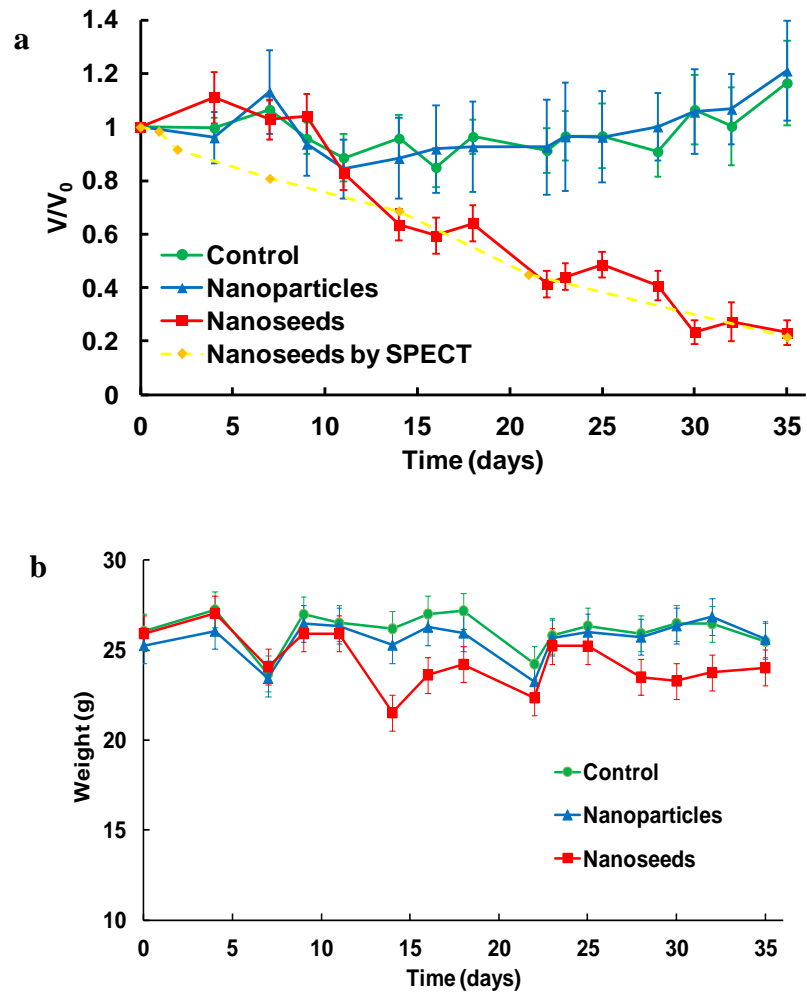 a
1.4
1.2
1
0.8
0.6
0.4
0.2
0
V/V0
Control
Nanoparticles
Nanoseeds
Nanoseeds by SPECT
0 5 10 15 20 25 30 35
Time (days)
b
30
25
20
15
10
Weight (g)
Control
Nanoparticles
Nanoseeds
0 5 10 15 20 25 30 35
Time (days)